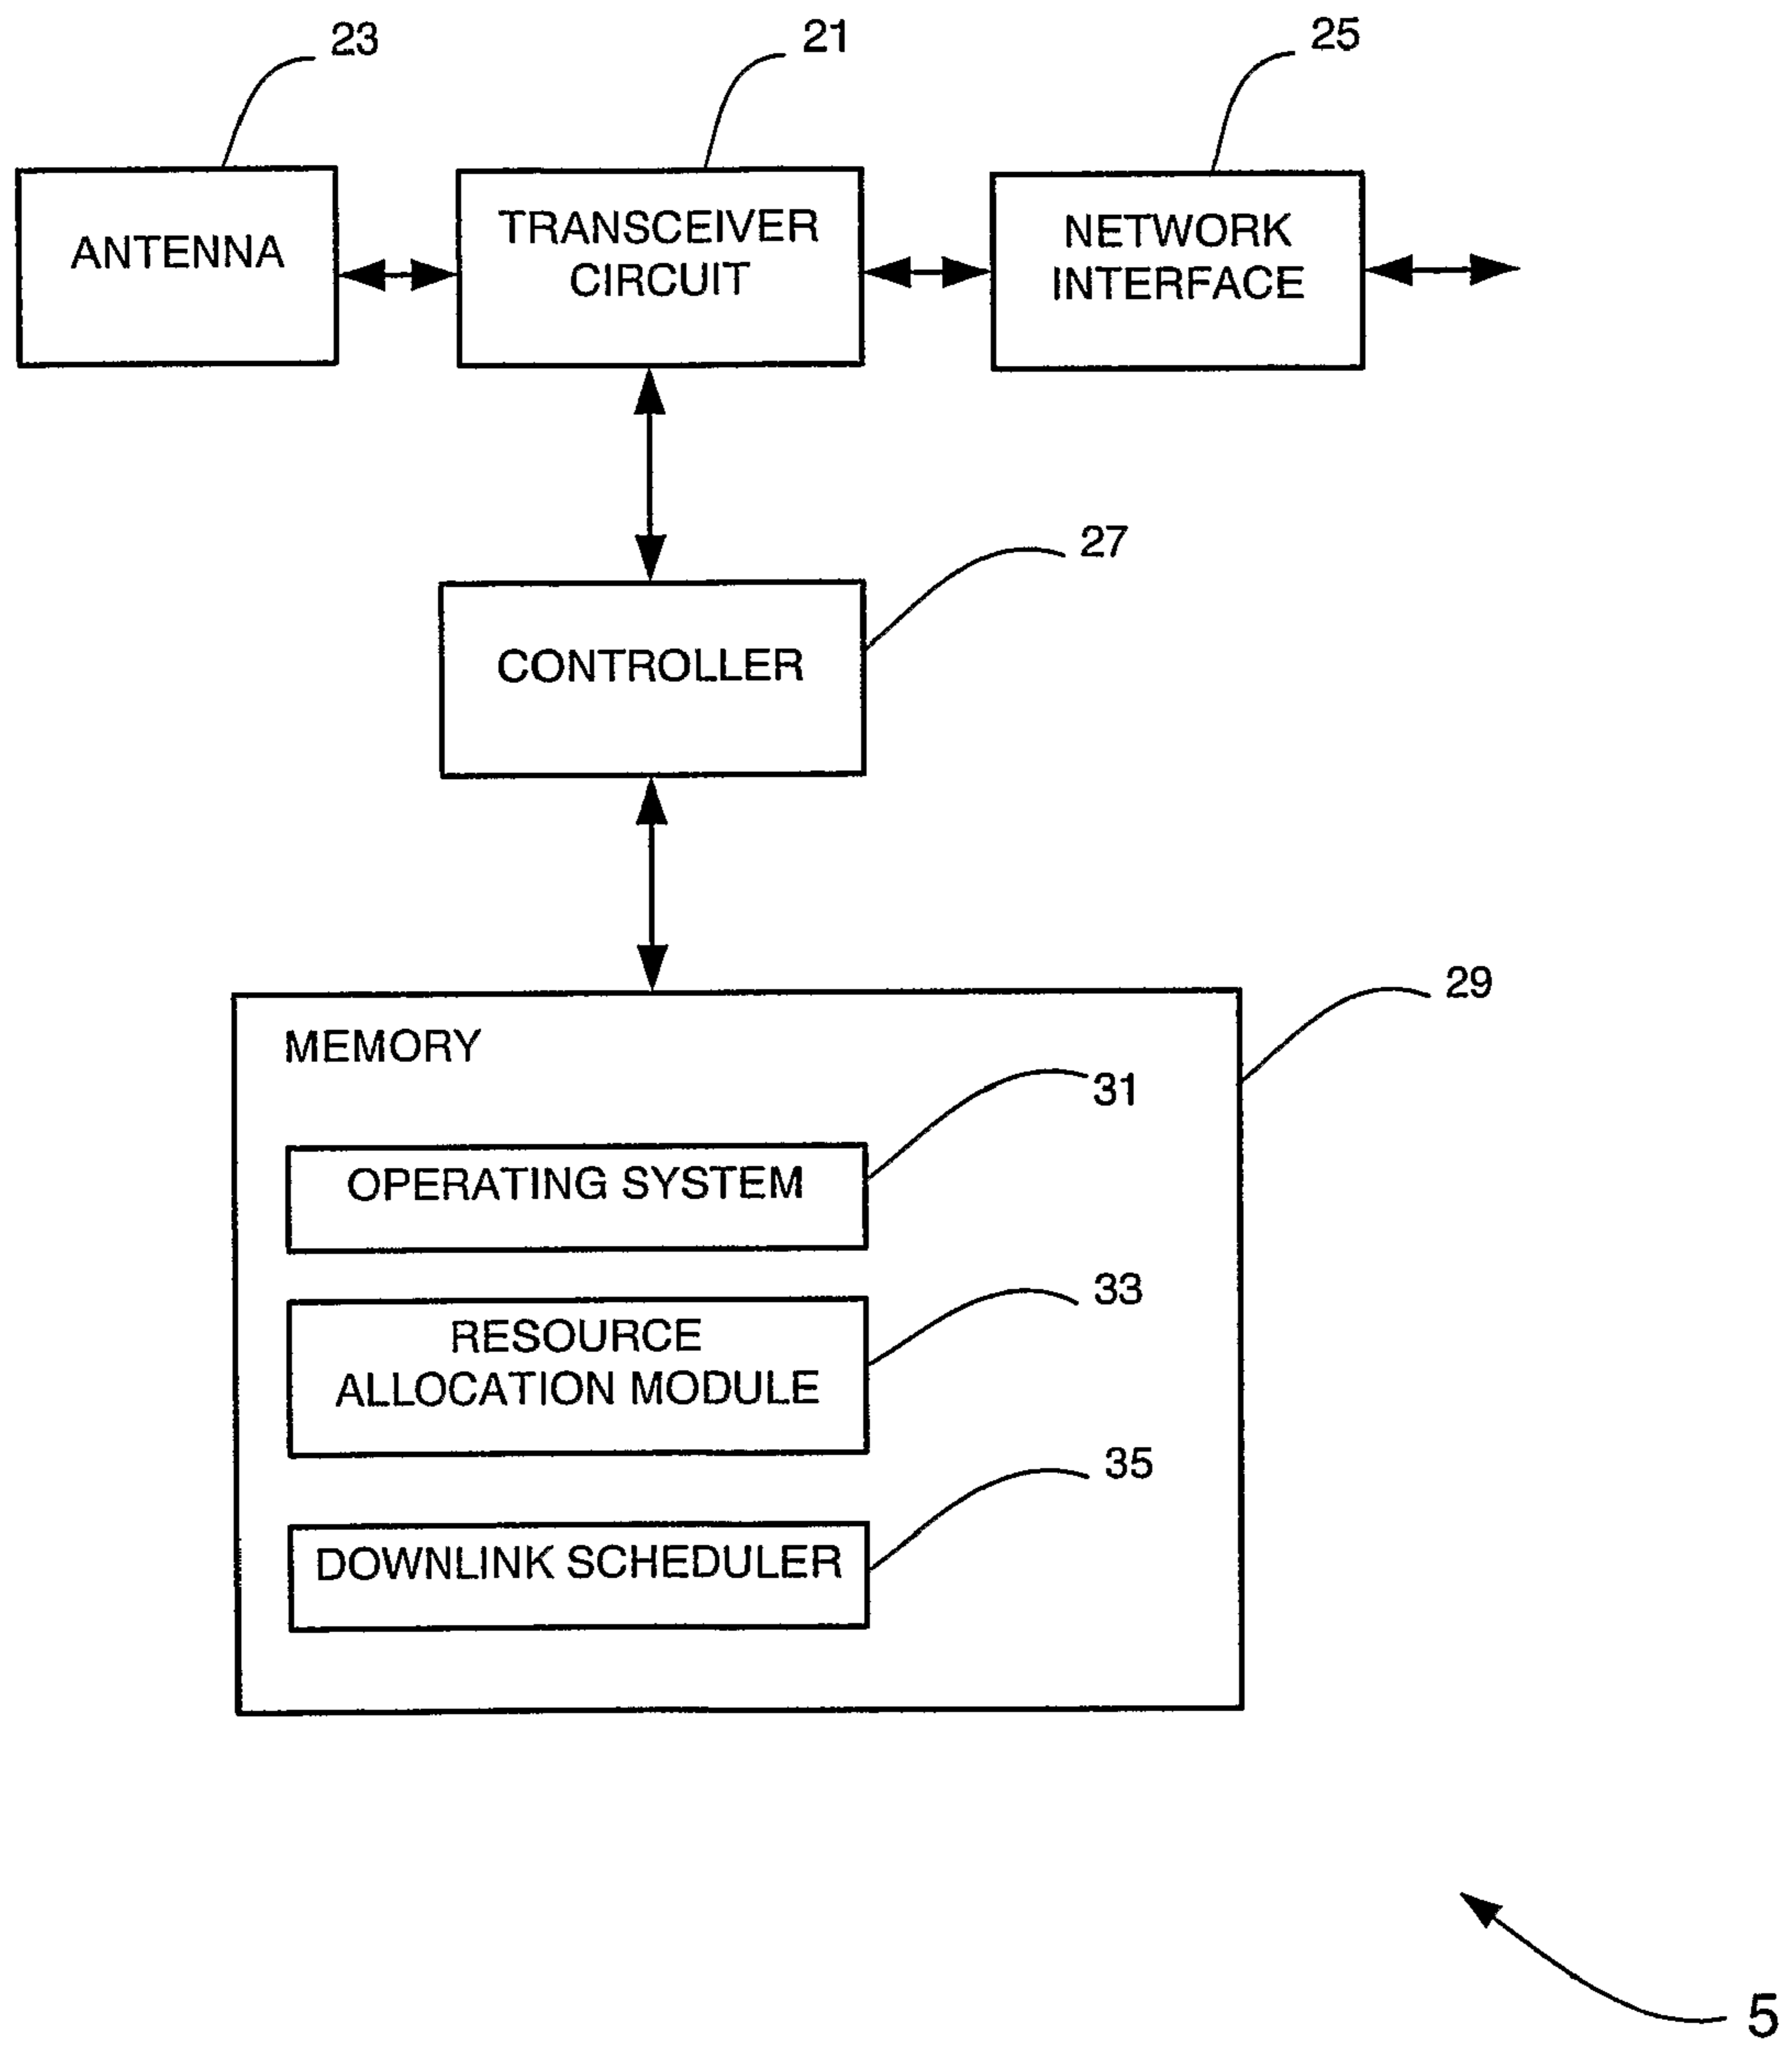 23
21
25
ANTENNA
TRANSCEIVER
CIRCUIT
NETWORK
INTERFACE
27
CONTROLLER
29
MEMORY
31
OPERATING SYSTEM
33
RESOURCE
ALLOCATION MODULE
35
DOWNLINK SCHEDULER
5